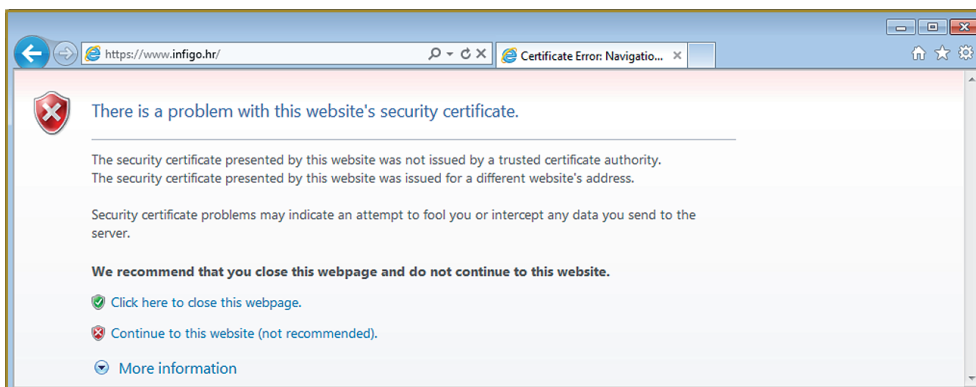 https://www.infigo.hr/
Certificate Error: Navigatio...
There is a problem with this website's security certificate.
The security certificate presented by this website was not issued by a trusted certificate authority.
The security certificate presented by this website was issued for a different website's address.
Security certificate problems may indicate an attempt to fool you or intercept any data you send to the
server.
We recommend that you close this webpage and do not continue to this website.
Click here to close this webpage.
Continue to this website (not recommended).
More information